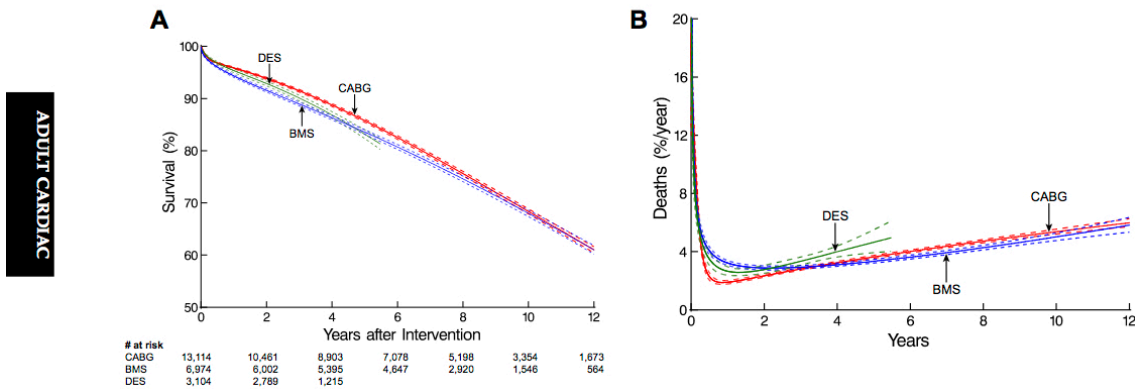 ADULT CARDIAC
A
100
90
80
70
60
50
Survival (%)
DES
CABG
BMS
0 2 4 6 8 10 12
Years after Intervention
# at risk
CABG 13,114 10,461 8,903 7,078 5,198 3,354 1,673
BMS 6,974 6,002 5,395 4,647 2,920 1,546 564
DES 3,104 2,789 1,215
B
20
16
12
8
4
0
Deaths (%/year)
DES
CABG
BMS
0 2 4 6 8 10 12
Years